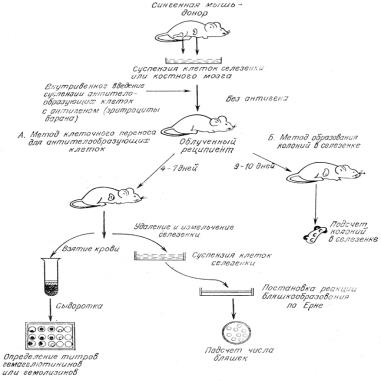 Сингенная мышь-
донор
Суспензия клеток селезенки
или костного мозга
Внутривенное введение
суспензии антитело-
образующих клеток
с антигеном (эритроциты
барана)
Без антигена
А. Метод клеточного переноса
для антителообразующих
клеток
Облученный
реципиент
Б. Метод образования
колоний в селезенке
4-7 дней
9-10 дней
Подсчет
колоний
в селезенке
Удаление и измельчение
селезенки
Взятие крови
Суспензия клеток
селезенки
Постановка реакции
бляшкообразования
по Ерне
Сыворотка
Определение титров
гемагглютининов
или гемолизинов
Подсчет числа
бляшек